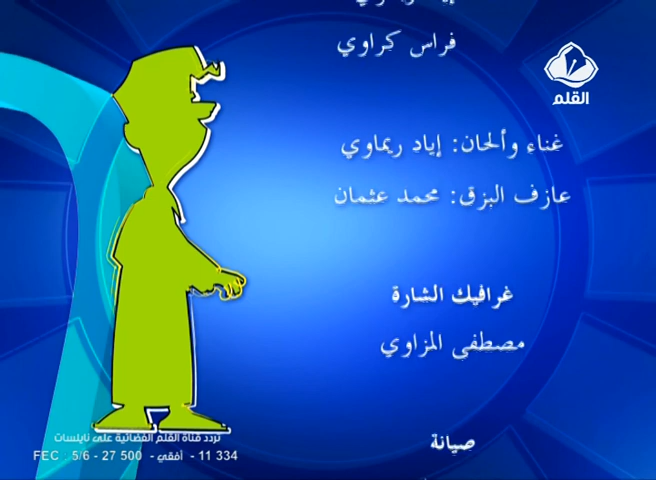 فراس كراوي
القلم
غناء وألحان: إياد ريماوي
عازف البزق: محمد عثمان
غرافيك الشارة
مصطفى المزاوي
صيانة
تردد قناة القلم الفضائية على نايلسات
11 334 - أفقي - 27 500 - 5/6 FEC